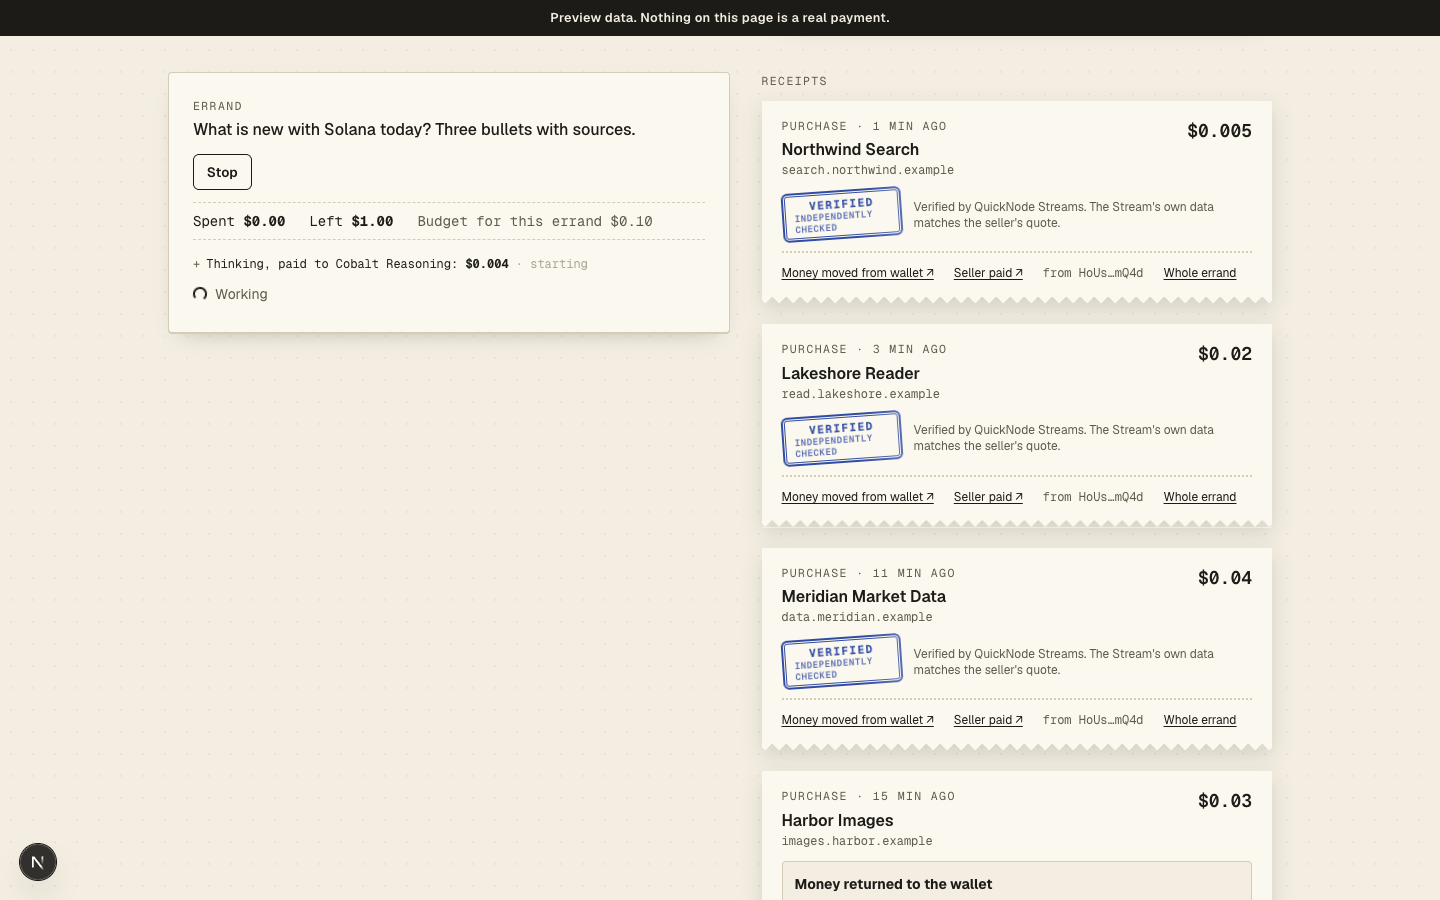 Preview data. Nothing on this page is a real payment.
ERRAND
What is new with Solana today? Three bullets with sources.
Stop
Spent $0.00 Left $1.00 Budget for this errand $0.10
+ Thinking, paid to Cobalt Reasoning: $0.004 · starting
Working
N
RECEIPTS
PURCHASE · 1 MIN AGO
$0.005
Northwind Search
search.northwind.example
VERIFIED
INDEPENDENTLY
CHECKED
Verified by QuickNode Streams. The Stream's own data
matches the seller's quote.
Money moved from wallet ↗ Seller paid ↗ from HoUs…mQ4d Whole errand
PURCHASE · 3 MIN AGO
$0.02
Lakeshore Reader
read.lakeshore.example
VERIFIED
INDEPENDENTLY
CHECKED
Verified by QuickNode Streams. The Stream's own data
matches the seller's quote.
Money moved from wallet ↗ Seller paid ↗ from HoUs…mQ4d Whole errand
PURCHASE · 11 MIN AGO
$0.04
Meridian Market Data
data.meridian.example
VERIFIED
INDEPENDENTLY
CHECKED
Verified by QuickNode Streams. The Stream's own data
matches the seller's quote.
Money moved from wallet ↗ Seller paid ↗ from HoUs…mQ4d Whole errand
PURCHASE · 15 MIN AGO
$0.03
Harbor Images
images.harbor.example
Money returned to the wallet